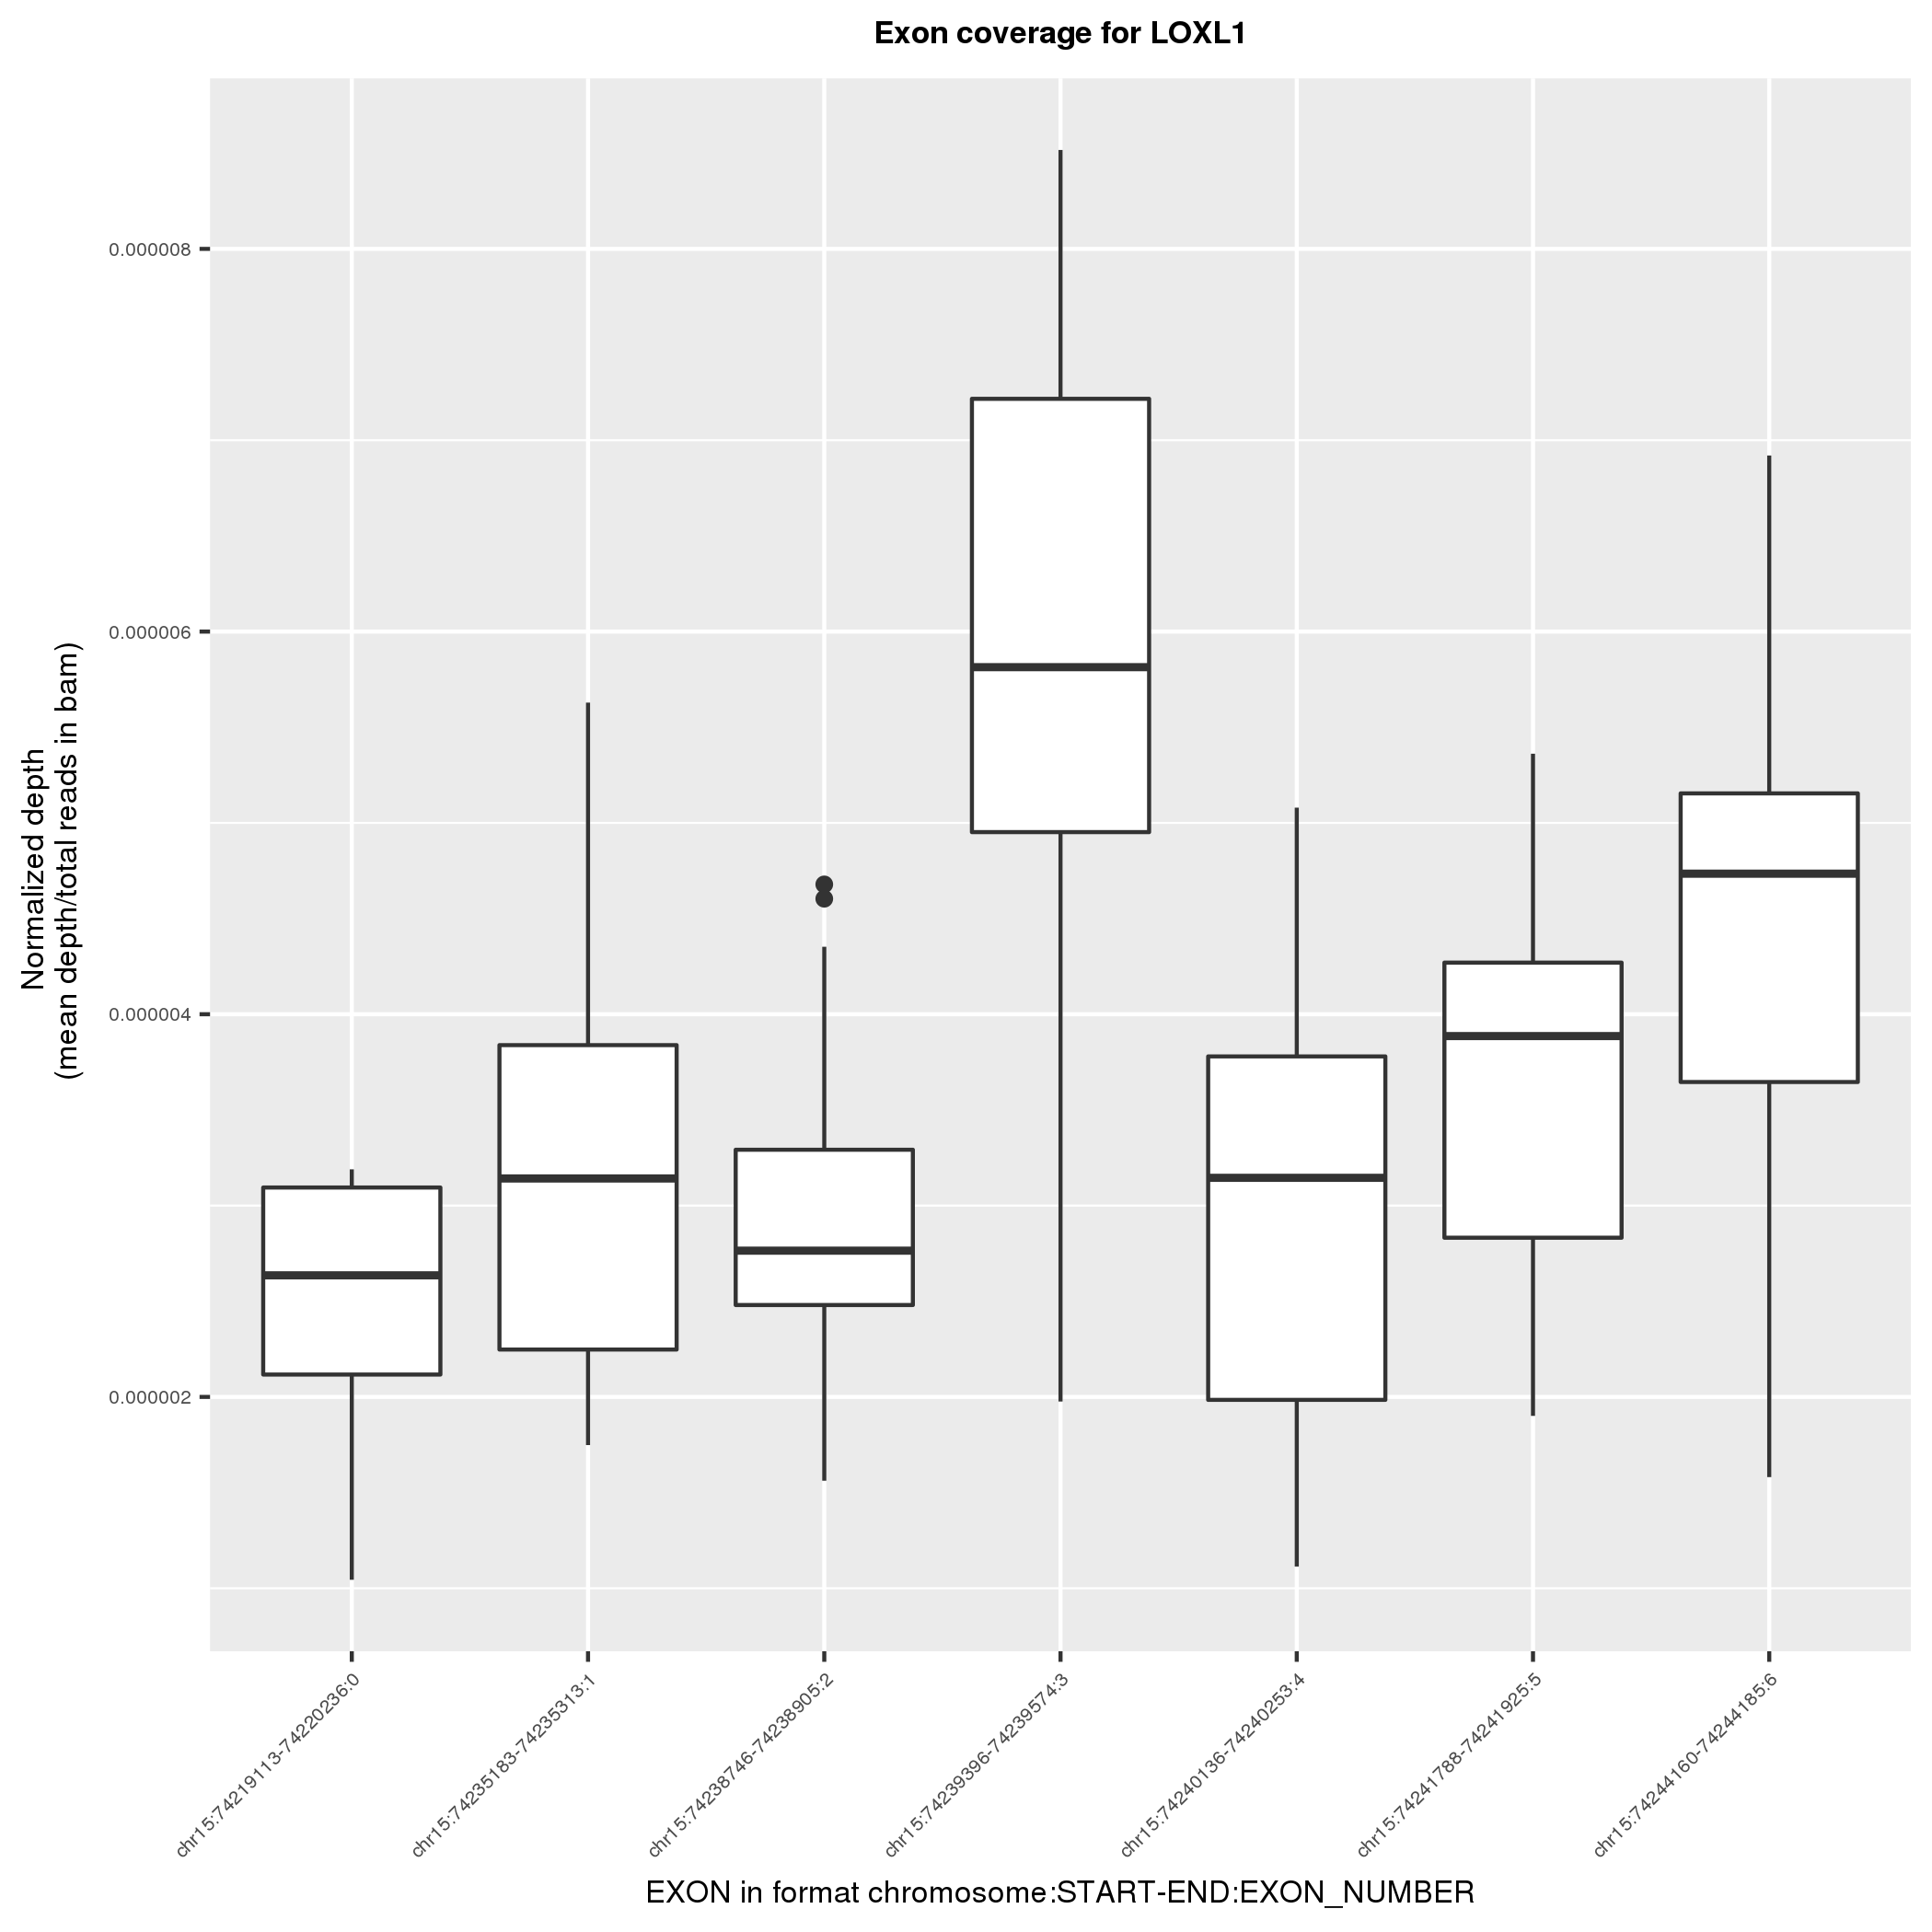 Exon coverage for LOXL1
Normalized depth
(mean depth/total reads in bam)
0.000008
0.000006
0.000004
0.000002
chr15:74219113-74220236:0
chr15:74235183-74235313:1
chr15:74238746-74238905:2
chr15:74239396-74239574:3
chr15:74240136-74240253:4
chr15:74241788-74241925:5
chr15:74244160-74244185:6
EXON in format chromosome:START-END:EXON_NUMBER